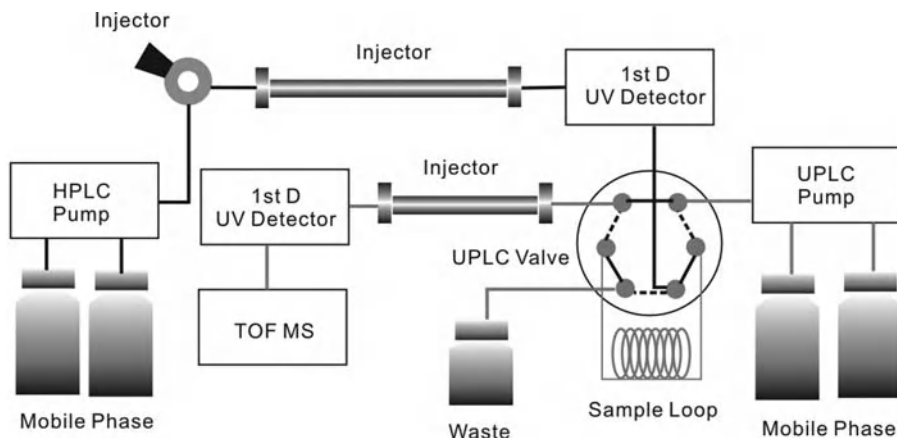 Injector
Injector
1st D
UV Detector
HPLC
Pump
1st D
UV Detector
Injector
UPLC
Pump
UPLC Valve
TOF MS
Mobile Phase
Waste
Sample Loop
Mobile Phase